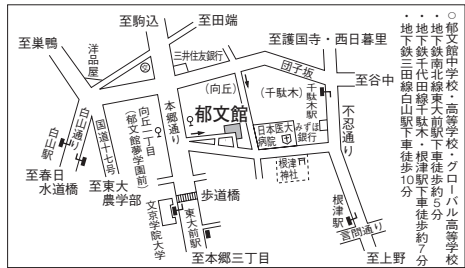 ○郁文館中学校・高等学校・グローバル高等学校
・地下鉄南北線東大前駅下車徒歩約5分
・地下鉄千代田線千駄木・根津駅下車徒歩約7分
・地下鉄三田線白山駅下車徒歩10分
至駒込
至田端
至巣鴨
洋品屋
三井住友銀行
至護国寺・西日暮里
団子坂
至谷中
(向丘)
(千駄木)
千駄木駅
不忍通り
白山通り
白山駅
国道十七号
向丘二丁目
(郁文館夢学園前)
本郷通り
郁文館
日本医大
病院
みずほ
銀行
根津
神社
至春日
水道橋
至東大
農学部
歩道橋
文京学院大学
東大前駅
根津駅
言問通り
至本郷三丁目
至上野